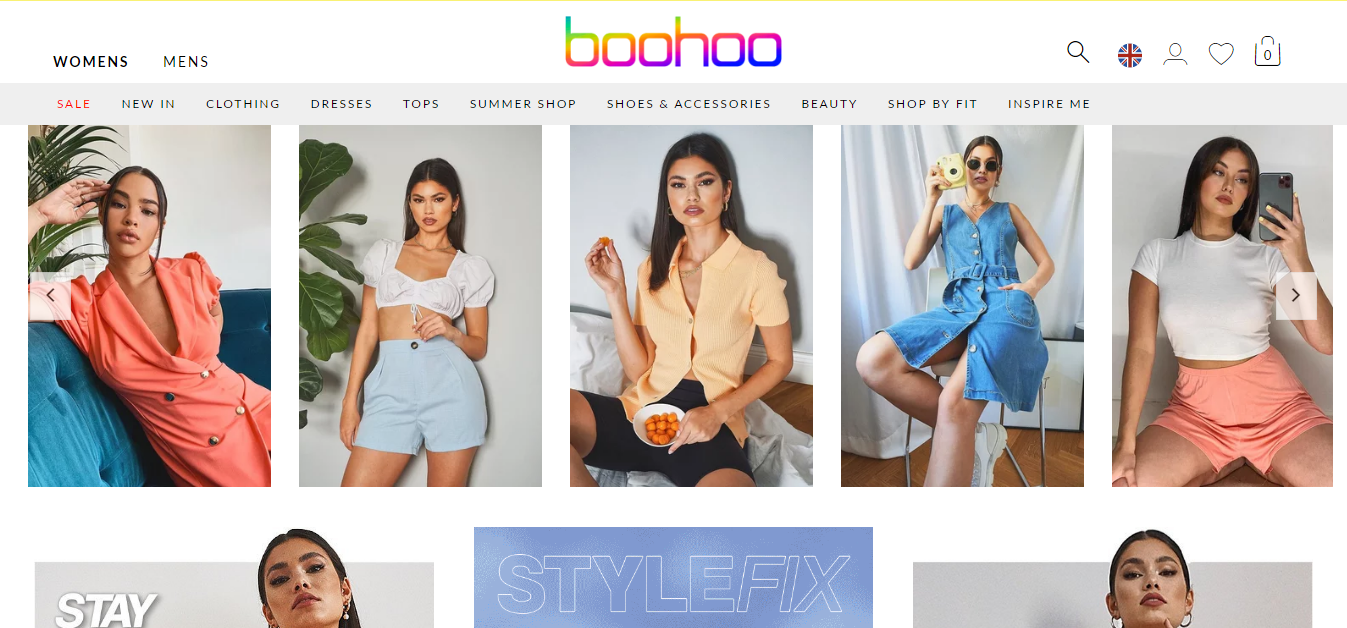 boohoo
WOMENS MENS
0
SALE NEW IN CLOTHING DRESSES TOPS SUMMER SHOP SHOES & ACCESSORIES BEAUTY SHOP BY FIT INSPIRE ME
STYLEFIX
STAY